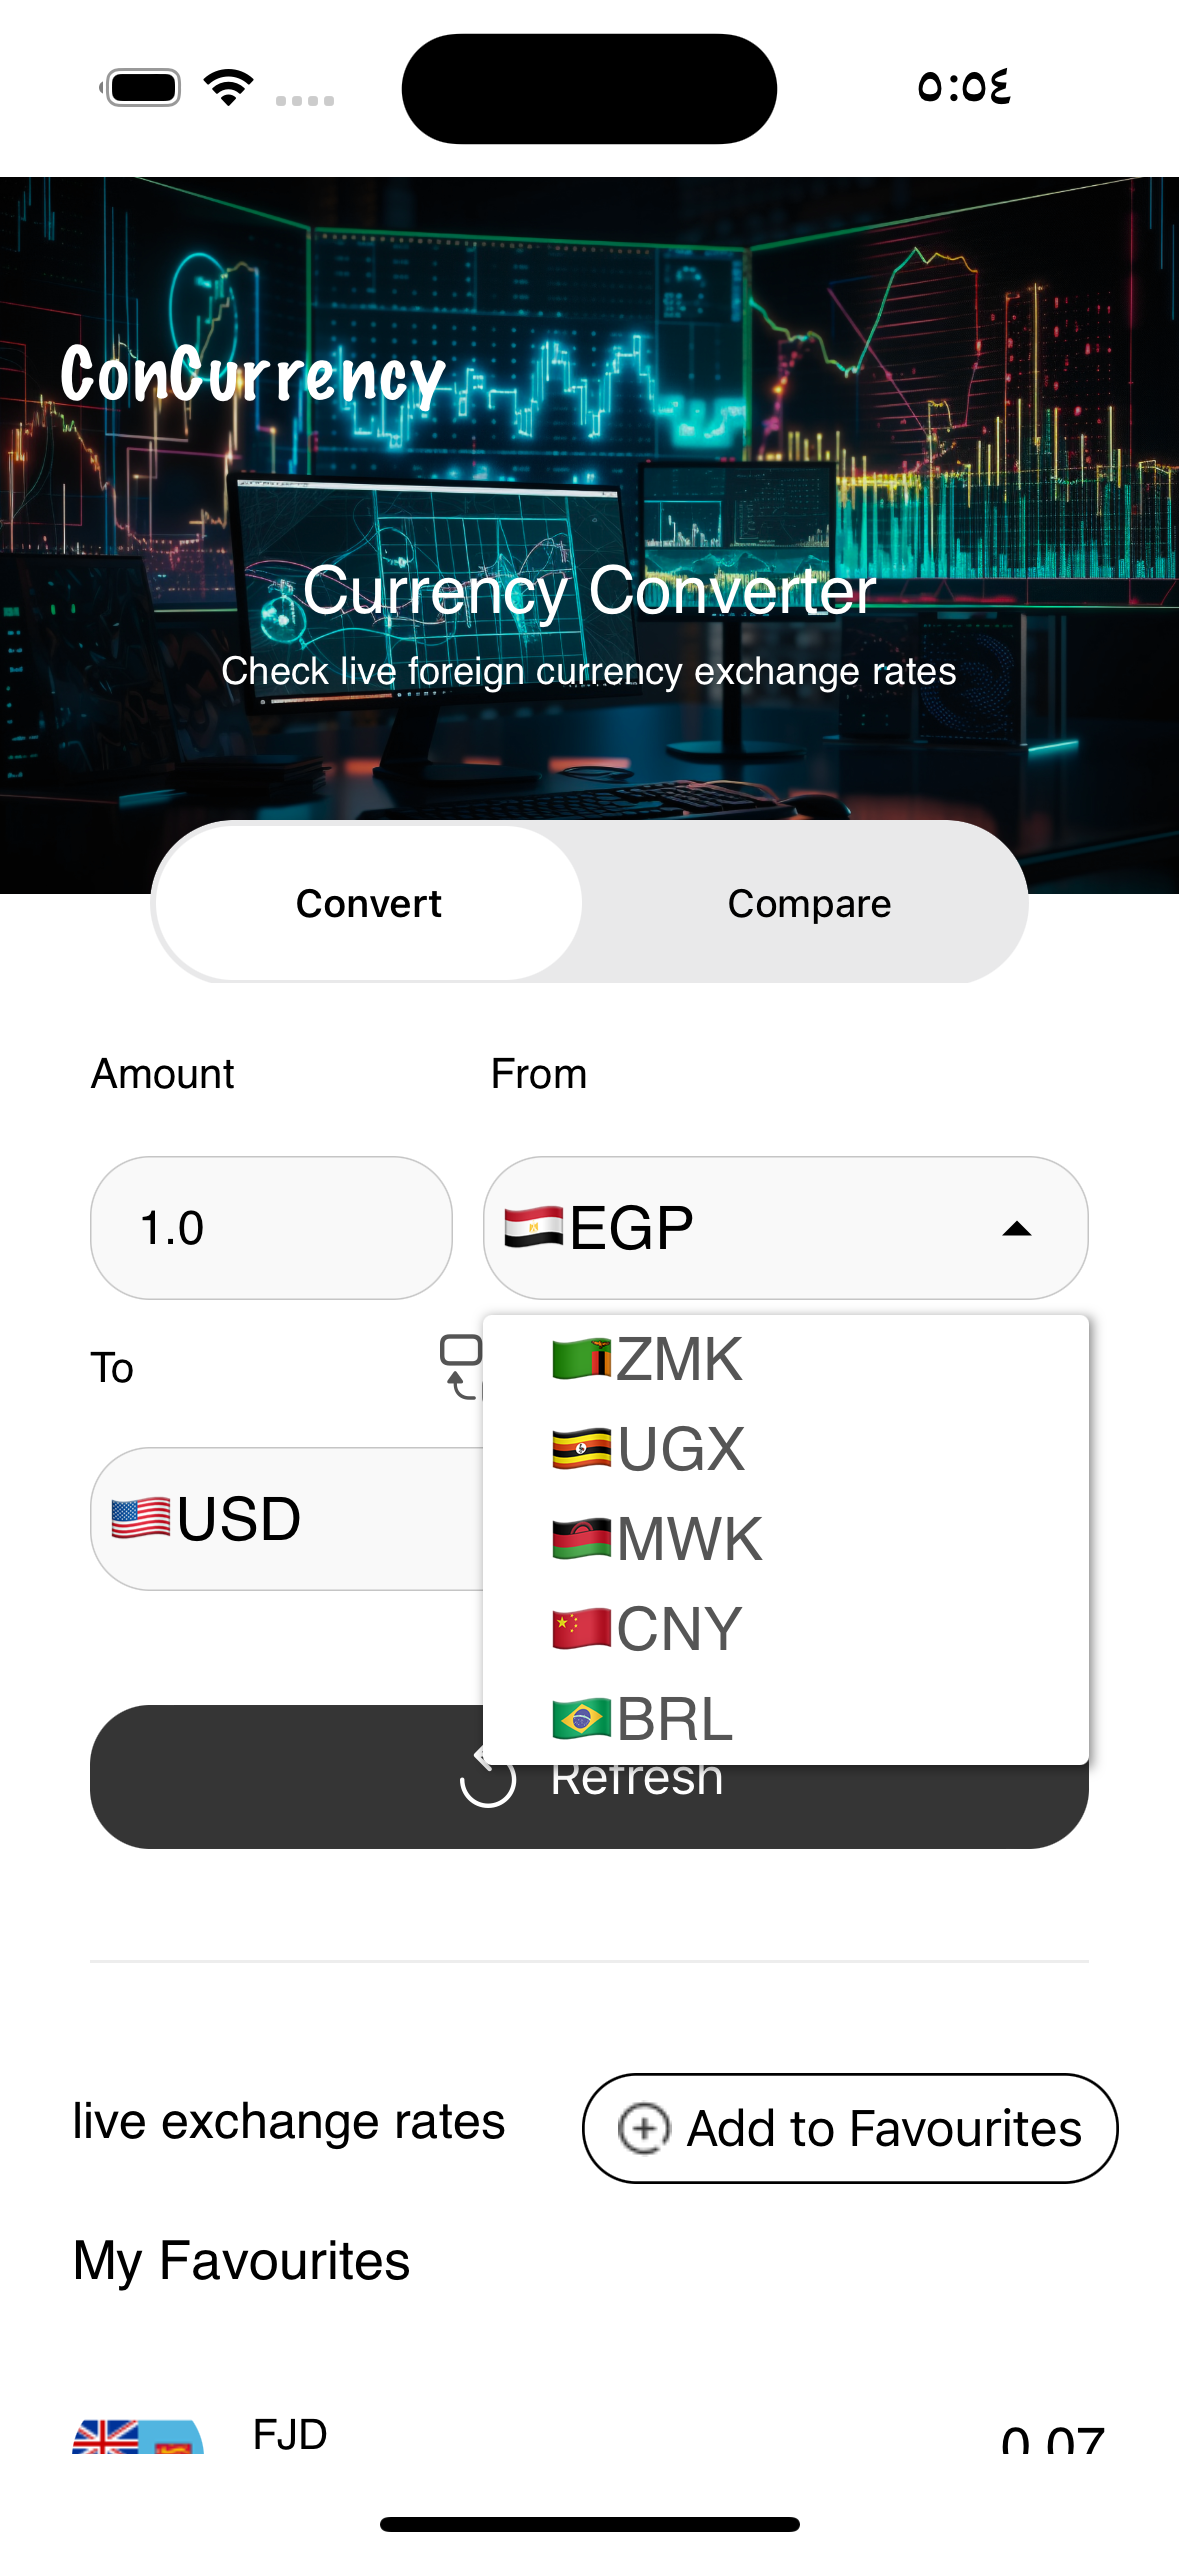 ٥:٥٤
ConCurrency
Currency Converter
Check live foreign currency exchange rates
Convert
Compare
Amount
From
1.0
EGP
To
ZMK
UGX
USD
MWK
CNY
BRL
Refresh
live exchange rates
Add to Favourites
My Favourites
FJD
0.07